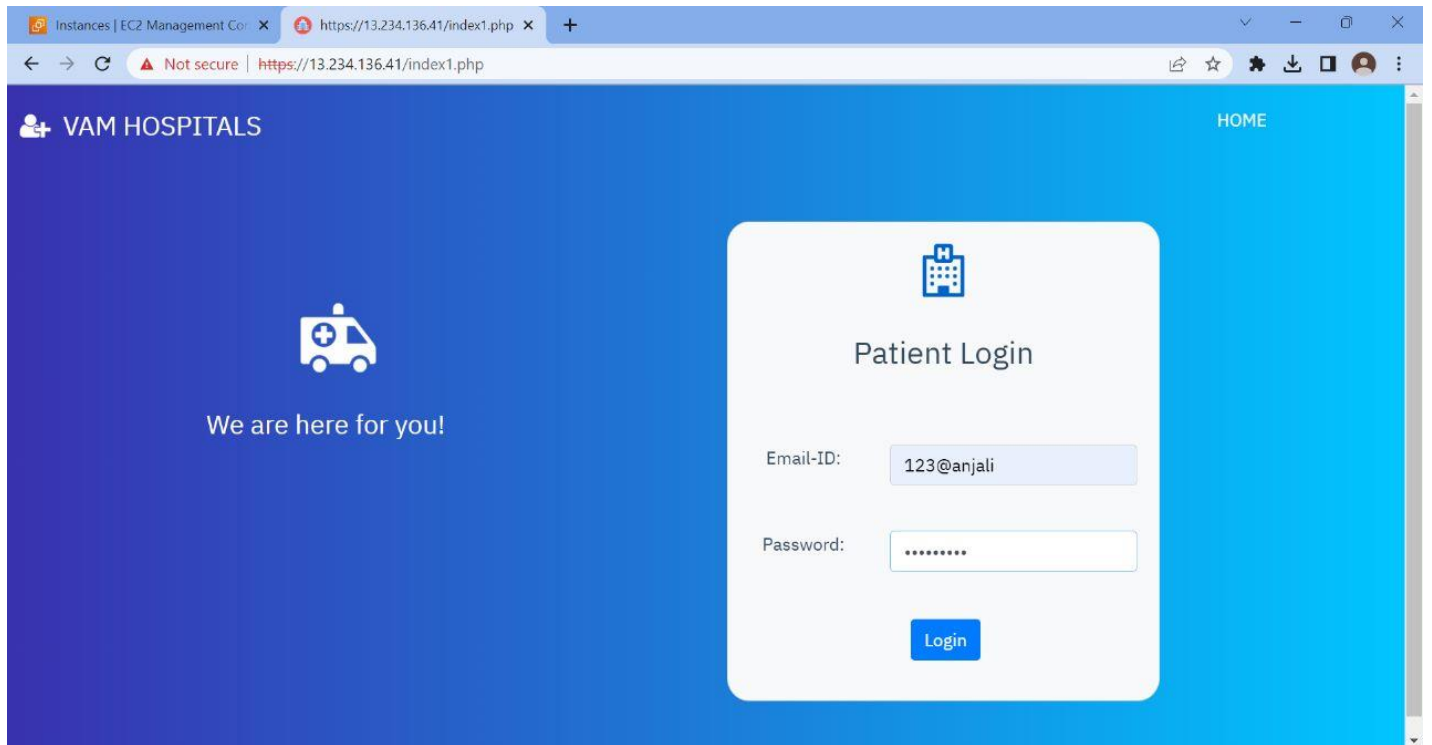 Instances | EC2 Management Con
https://13.234.136.41/index1.php
Not secure | https://13.234.136.41/index1.php
VAM HOSPITALS
HOME
H
Patient Login
We are here for you!
Email-ID: 123@anjali
Password: •••••••••
Login